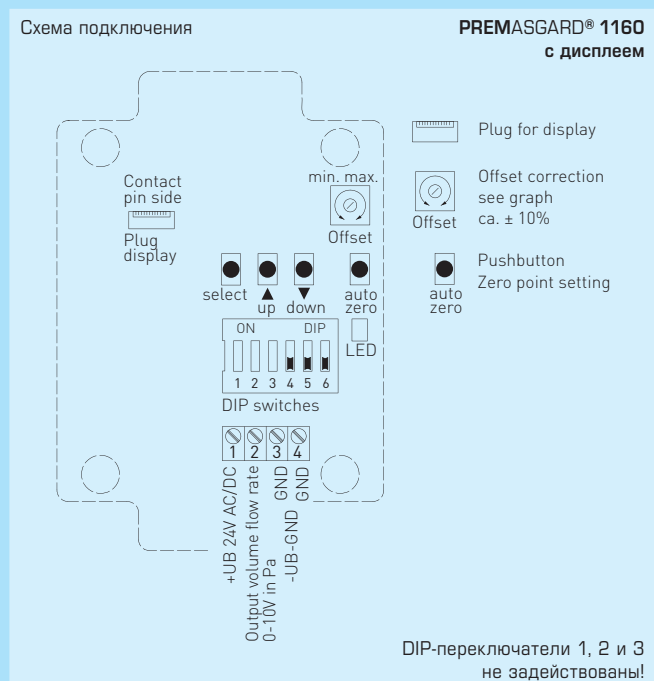 Схема подключения
PREMASGARD® 1160
с дисплеем
Contact
pin side
Plug
display
min. max.
Offset
select
▲
up
▼
down
auto
zero
ON DIP
1 2 3 4 5 6
LED
DIP switches
1 2 3 4
+UB 24V AC/DC
Output volume flow rate
0-10V in Pa
GND
-UB-GND
GND
Plug for display
Offset
Offset correction
see graph
ca. ± 10%
auto
zero
Pushbutton
Zero point setting
DIP-переключатели 1, 2 и 3
не задействованы!